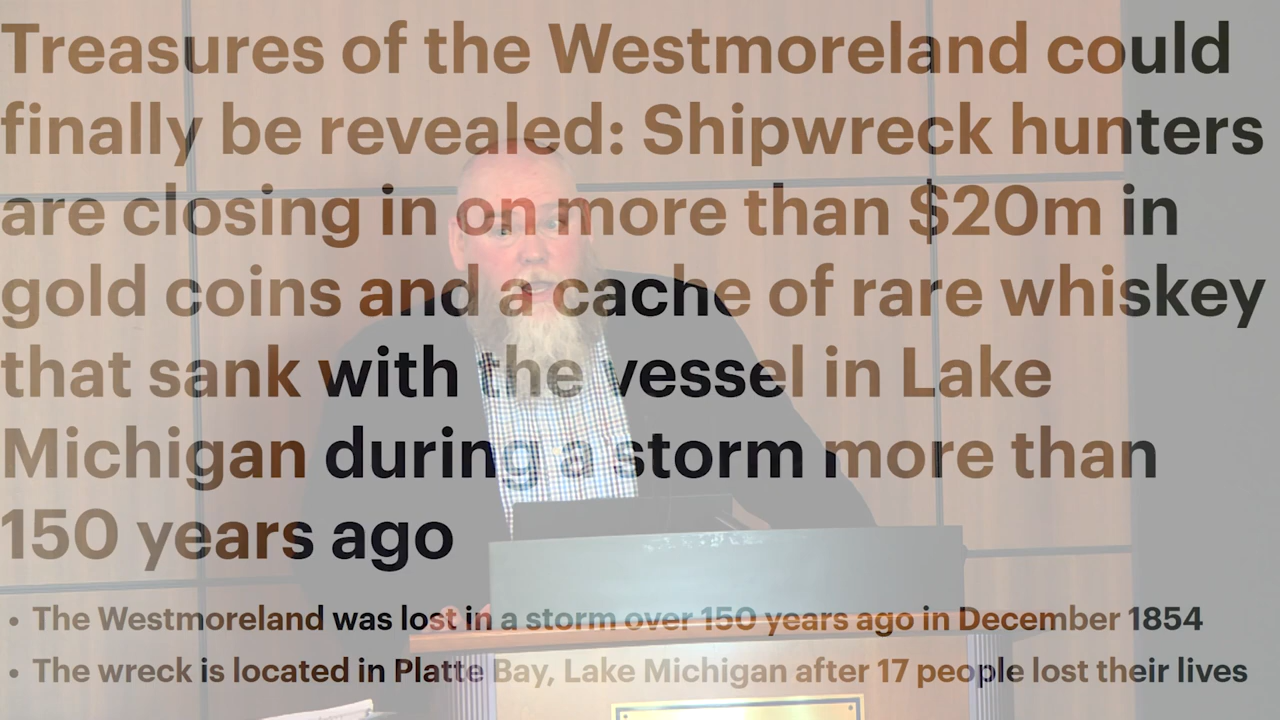 Treasures of the Westmoreland could
finally be revealed: Shipwreck hunters
are closing in on more than $20m in
gold coins and a cache of rare whiskey
that sank with the vessel in Lake
Michigan during a storm more than
150 years ago
• The Westmoreland was lost in a storm over 150 years ago in December 1854
• The wreck is located in Platte Bay, Lake Michigan after 17 people lost their lives